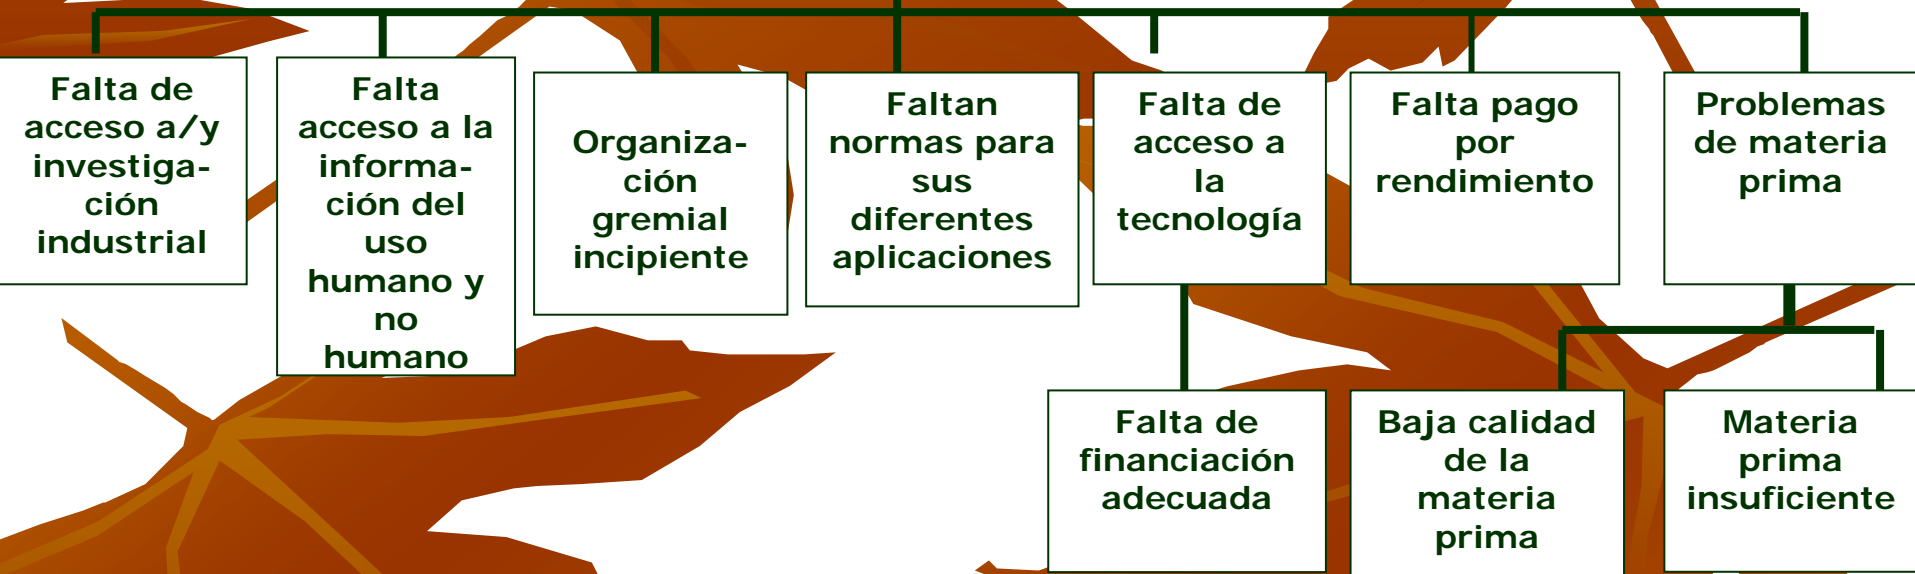 Falta de
acceso a/y
investiga-
ción
industrial
Falta
acceso a la
informa-
ción del
uso
humano y
no
humano
Organiza-
ción
gremial
incipiente
Faltan
normas para
sus
diferentes
aplicaciones
Falta de
acceso a
la
tecnología
Falta pago
por
rendimiento
Problemas
de materia
prima
Falta de
financiación
adecuada
Baja calidad
de la
materia
prima
Materia
prima
insuficiente